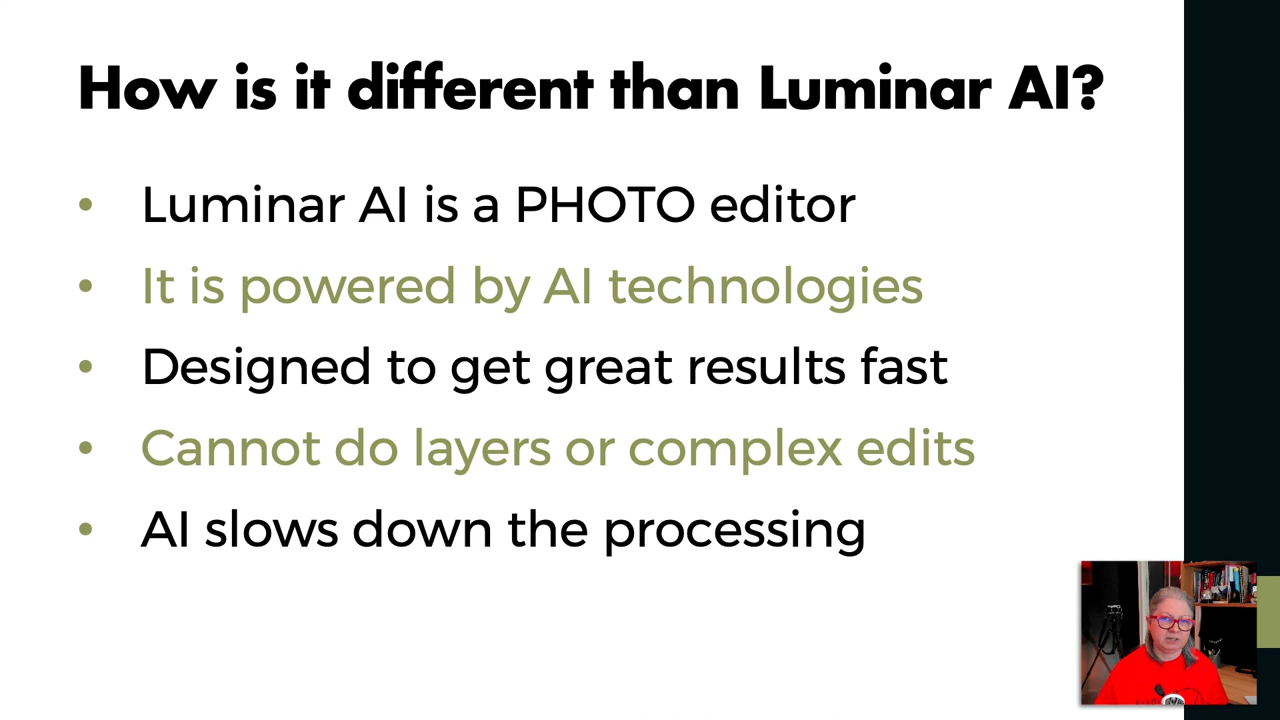 How is it different than Luminar AI?
• Luminar AI is a PHOTO editor
• It is powered by AI technologies
• Designed to get great results fast
• Cannot do layers or complex edits
• AI slows down the processing